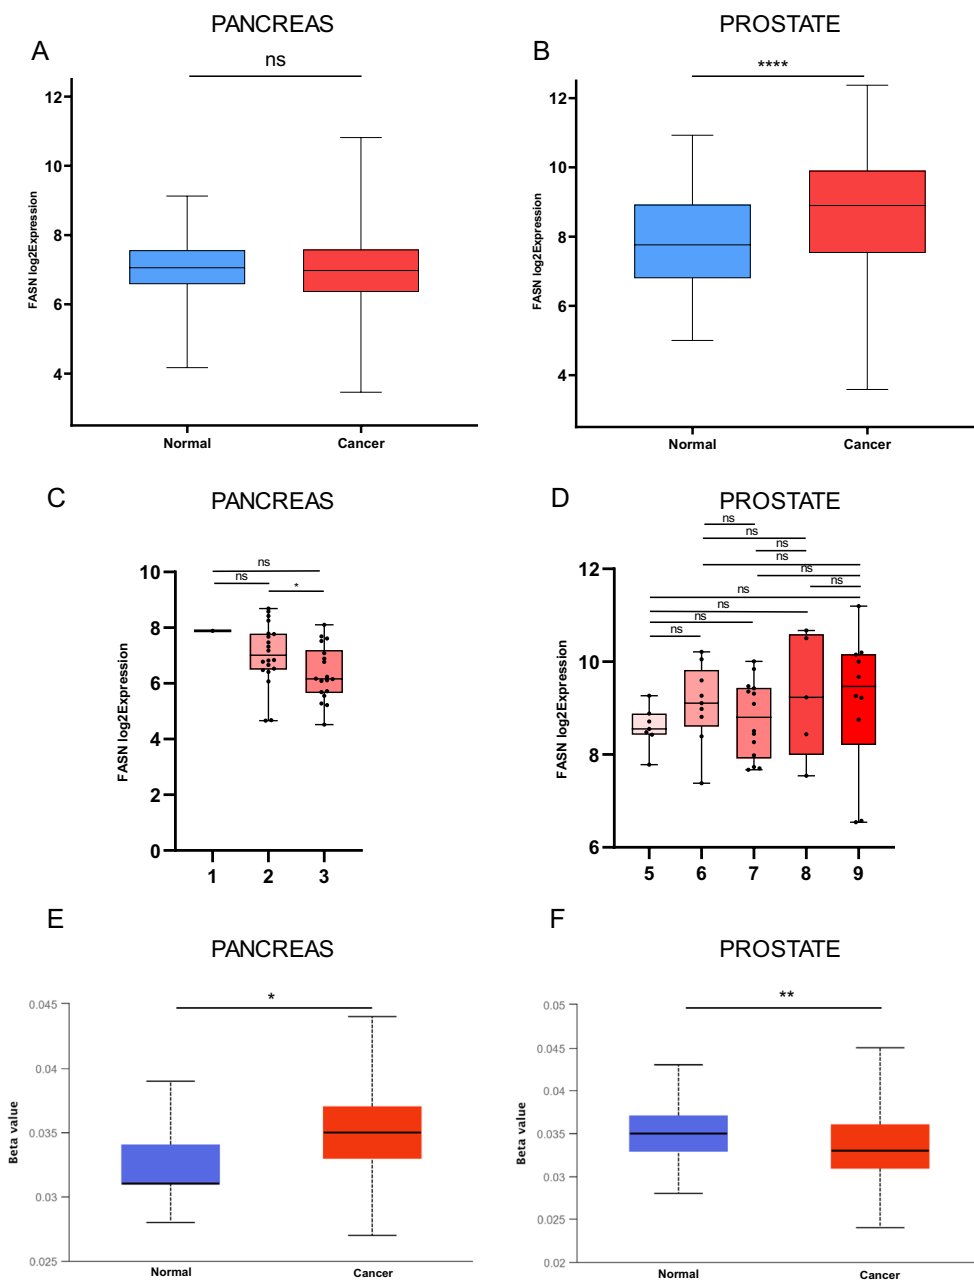 PANCREAS
A
ns
12
10
8
6
4
FASN log2Expression
Normal
Cancer
PROSTATE
B
****
12
10
8
6
4
FASN log2Expression
Normal
Cancer
C
PANCREAS
ns
ns
*
10
8
6
4
2
0
FASN log2Expression
1
2
3
D
PROSTATE
ns
ns
ns
ns
ns
ns
ns
ns
ns
ns
12
10
8
6
FASN log2Expression
5
6
7
8
9
E
PANCREAS
*
0.045
0.04
0.035
0.03
0.025
Beta value
Normal
Cancer
F
PROSTATE
**
0.05
0.045
0.04
0.035
0.03
0.025
0.02
Beta value
Normal
Cancer